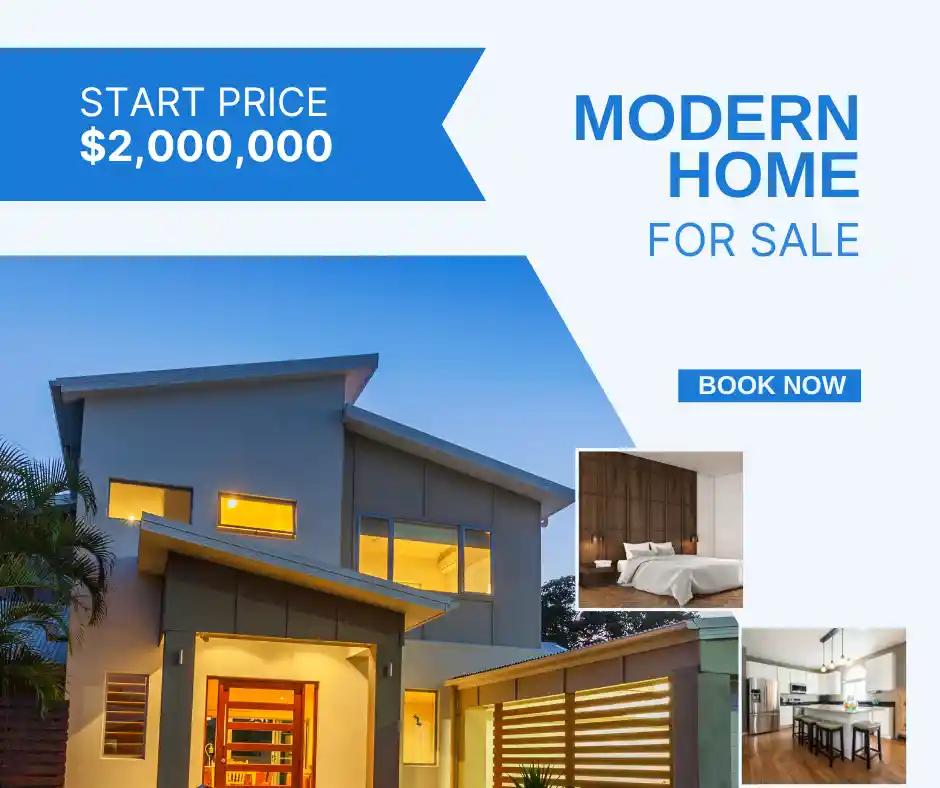 START PRICE
$2,000,000
MODERN
HOME
FOR SALE
BOOK NOW